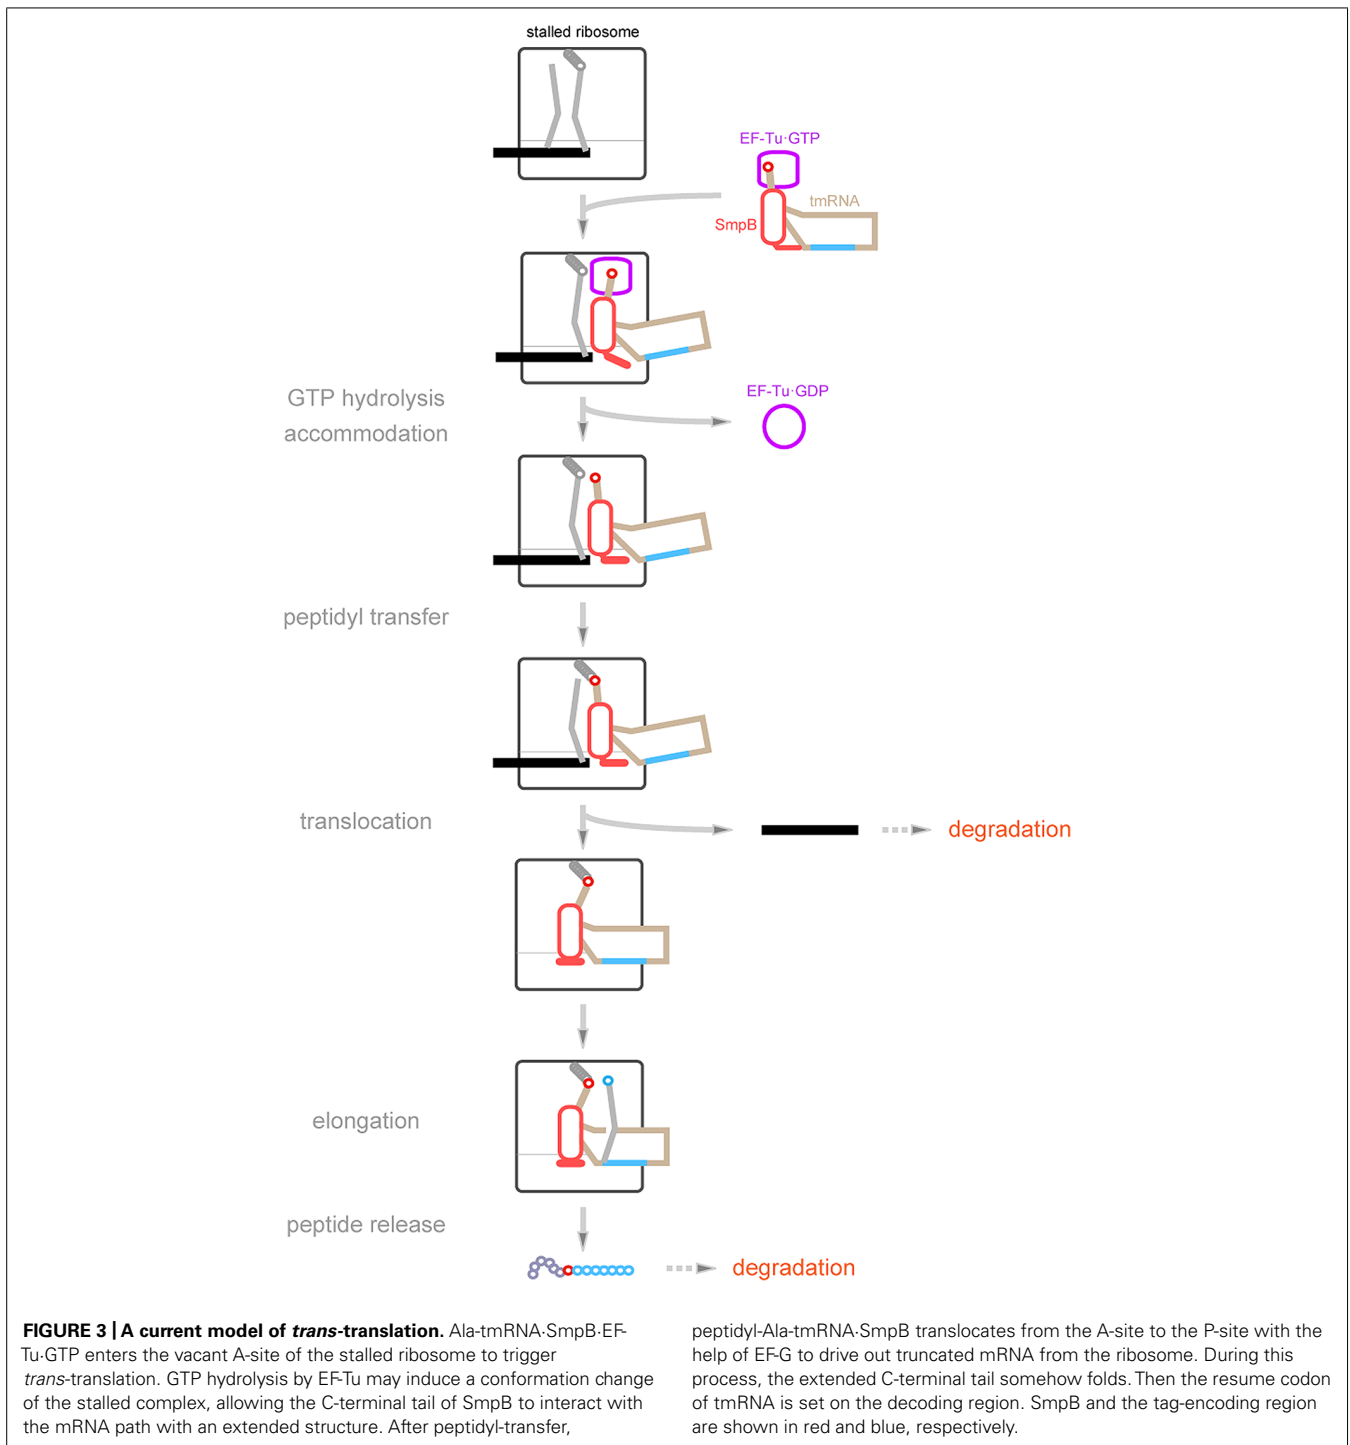 stalled ribosome
EF-Tu·GTP
tmRNA
SmpB
GTP hydrolysis
accommodation
EF-Tu·GDP
peptidyl transfer
translocation
degradation
elongation
peptide release
degradation
FIGURE 3 | A current model of trans-translation. Ala-tmRNA·SmpB·EF-
Tu·GTP enters the vacant A-site of the stalled ribosome to trigger
trans-translation. GTP hydrolysis by EF-Tu may induce a conformation change
of the stalled complex, allowing the C-terminal tail of SmpB to interact with
the mRNA path with an extended structure. After peptidyl-transfer,
peptidyl-Ala-tmRNA·SmpB translocates from the A-site to the P-site with the
help of EF-G to drive out truncated mRNA from the ribosome. During this
process, the extended C-terminal tail somehow folds. Then the resume codon
of tmRNA is set on the decoding region. SmpB and the tag-encoding region
are shown in red and blue, respectively.